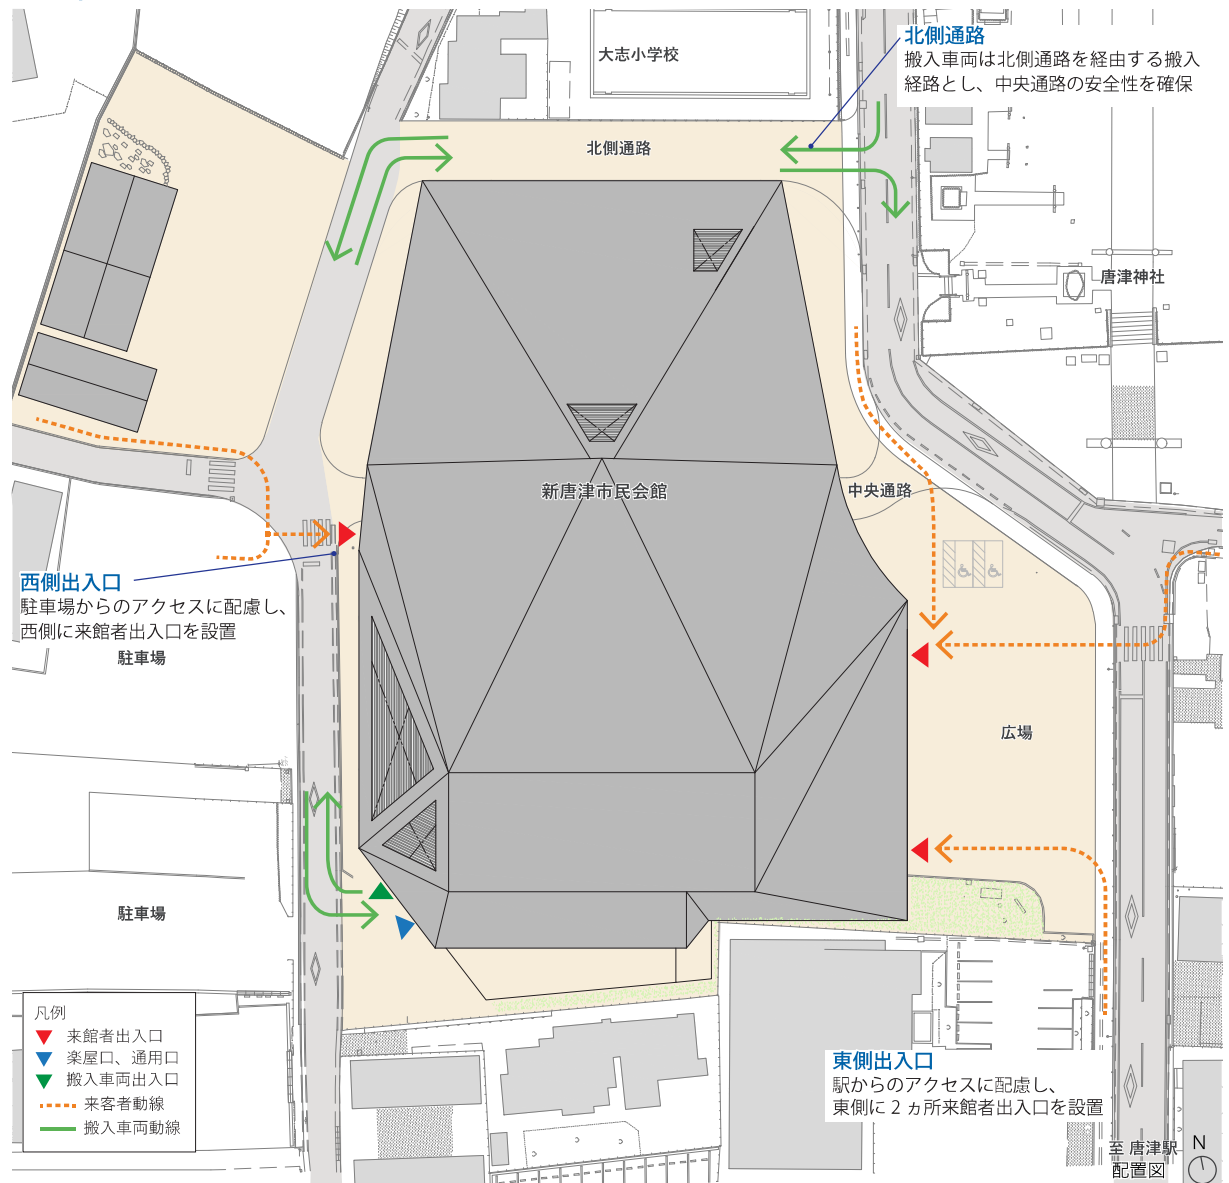 北側通路
搬入車両は北側通路を経由する搬入
経路とし、中央通路の安全性を確保
大志小学校
北側通路
唐津神社
新唐津市民会館
中央通路
西側出入口
駐車場からのアクセスに配慮し、
西側に来館者出入口を設置
駐車場
広場
駐車場
凡例
来館者出入口
楽屋口、通用口
搬入車両出入口
来客者動線
搬入車両動線
東側出入口
駅からのアクセスに配慮し、
東側に2ヵ所来館者出入口を設置
至 唐津駅
配置図
N